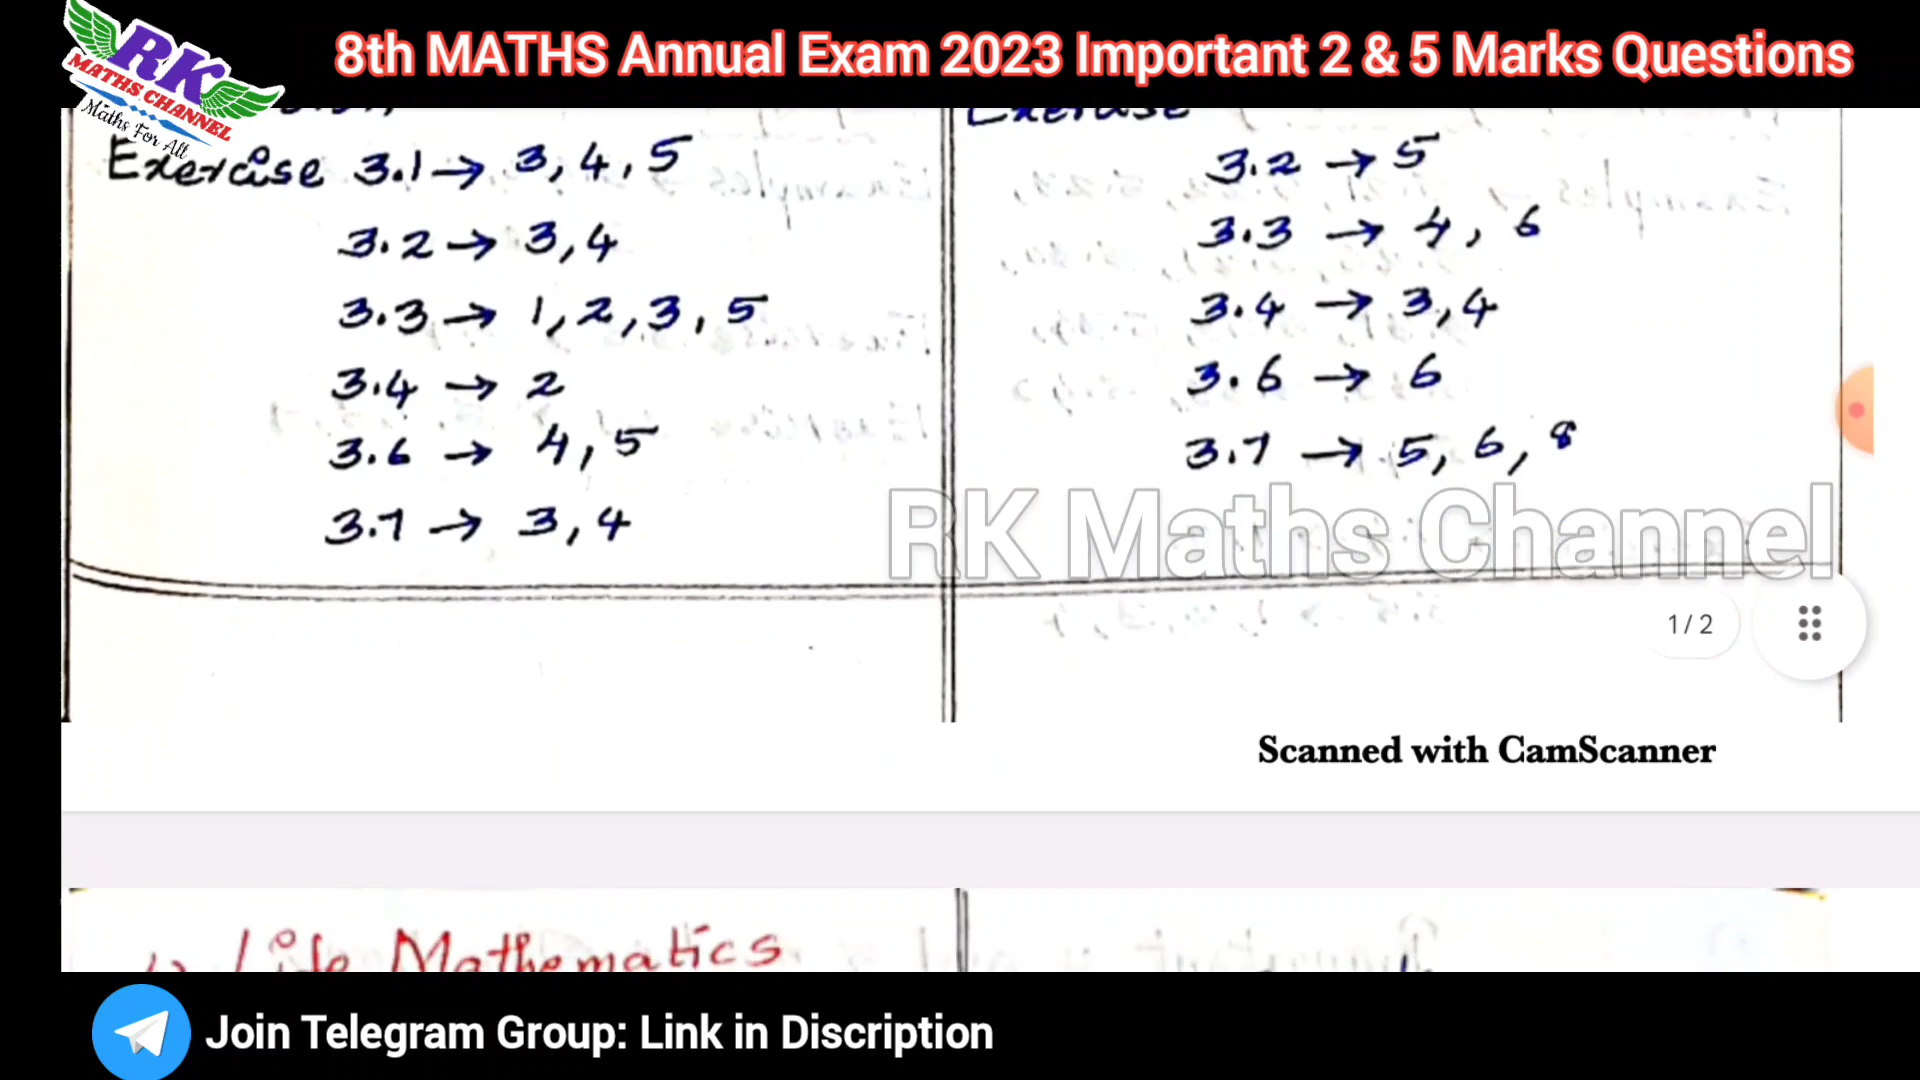 8th MATHS Annual Exam 2023 Important 2 & 5 Marks Questions
RK
MATHS CHANNEL
Maths For All
Exercise 3.1 → 3, 4, 5
3.2 → 3, 4
3.3 → 1, 2, 3, 5
3.4 → 2
3.6 → 4, 5
3.7 → 3, 4
Exercise
3.2 → 5
3.3 → 4, 6
3.4 → 3, 4
3.6 → 6
3.7 → 5, 6, 8
RK Maths Channel
1 / 2
Scanned with CamScanner
Life Mathematics
Join Telegram Group: Link in Discription